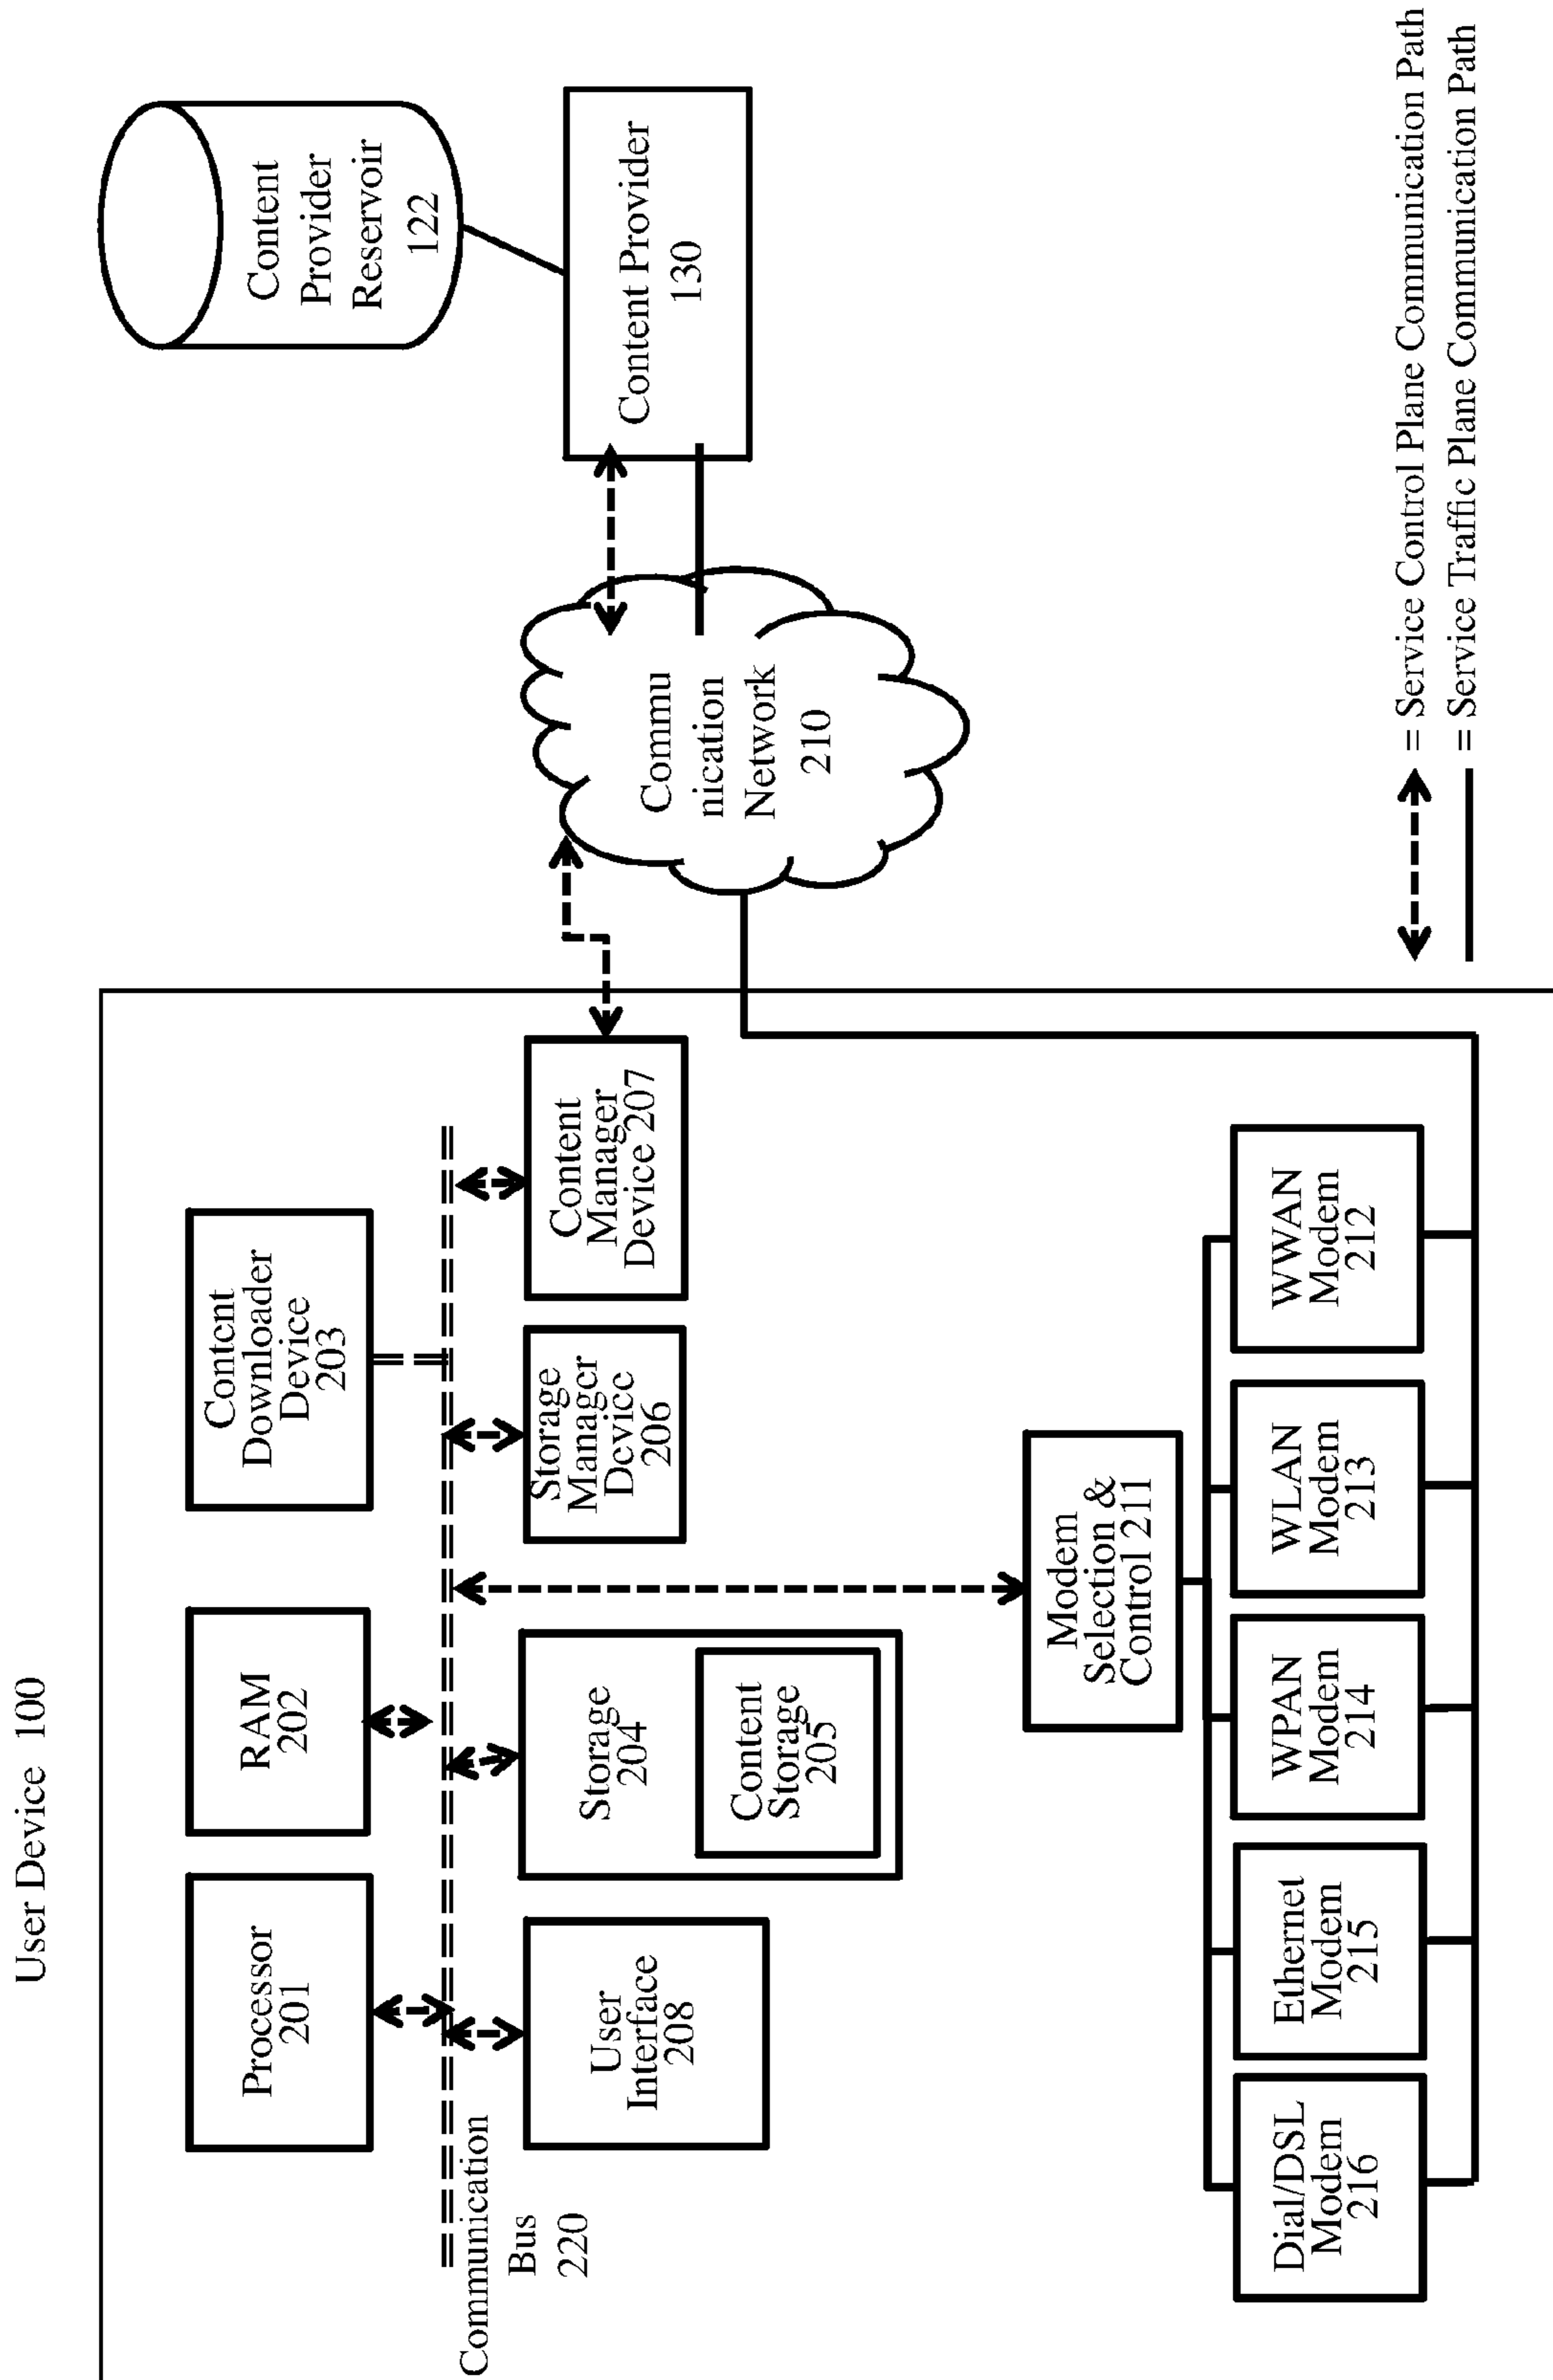 User Device 100
Processor
201
RAM
202
Content
Downloader
Device
203
Communication
Bus
220
User
Interface
208
Storage
204
Content
Storage
205
Storage
Manager
Device
206
Content
Manager
Device 207
Modem
Selection &
Control 211
Dial/DSL
Modem
216
Ethernet
Modem
215
WPAN
Modem
214
WLAN
Modem
213
WWAN
Modem
212
Commu
nication
Network
210
Content Provider
130
Content
Provider
Reservoir
122
= Service Control Plane Communication Path
= Service Traffic Plane Communication Path